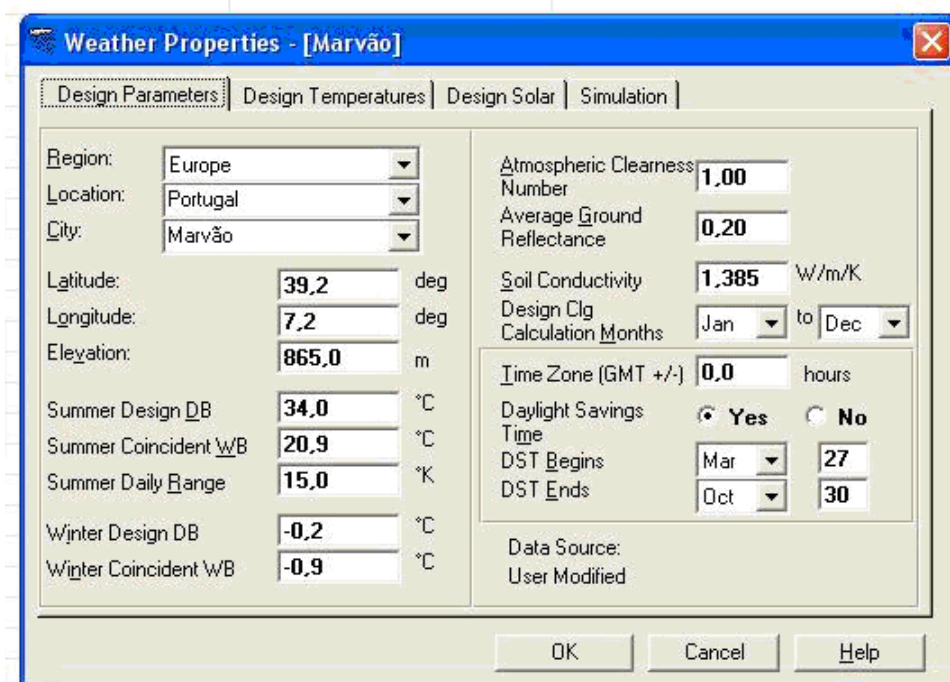 Weather Properties - [Marvão]
Design Parameters Design Temperatures Design Solar Simulation
Region: Europe
Location: Portugal
City: Marvão
Latitude: 39,2 deg
Longitude: 7,2 deg
Elevation: 865,0 m
Summer Design DB 34,0 °C
Summer Coincident WB 20,9 °C
Summer Daily Range 15,0 °K
Winter Design DB -0,2 °C
Winter Coincident WB -0,9 °C
Atmospheric Clearness
Number 1,00
Average Ground
Reflectance 0,20
Soil Conductivity 1,385 W/m/K
Design Clg
Calculation Months Jan to Dec
Time Zone (GMT +/-) 0,0 hours
Daylight Savings
Time Yes No
DST Begins Mar 27
DST Ends Oct 30
Data Source:
User Modified
OK Cancel Help